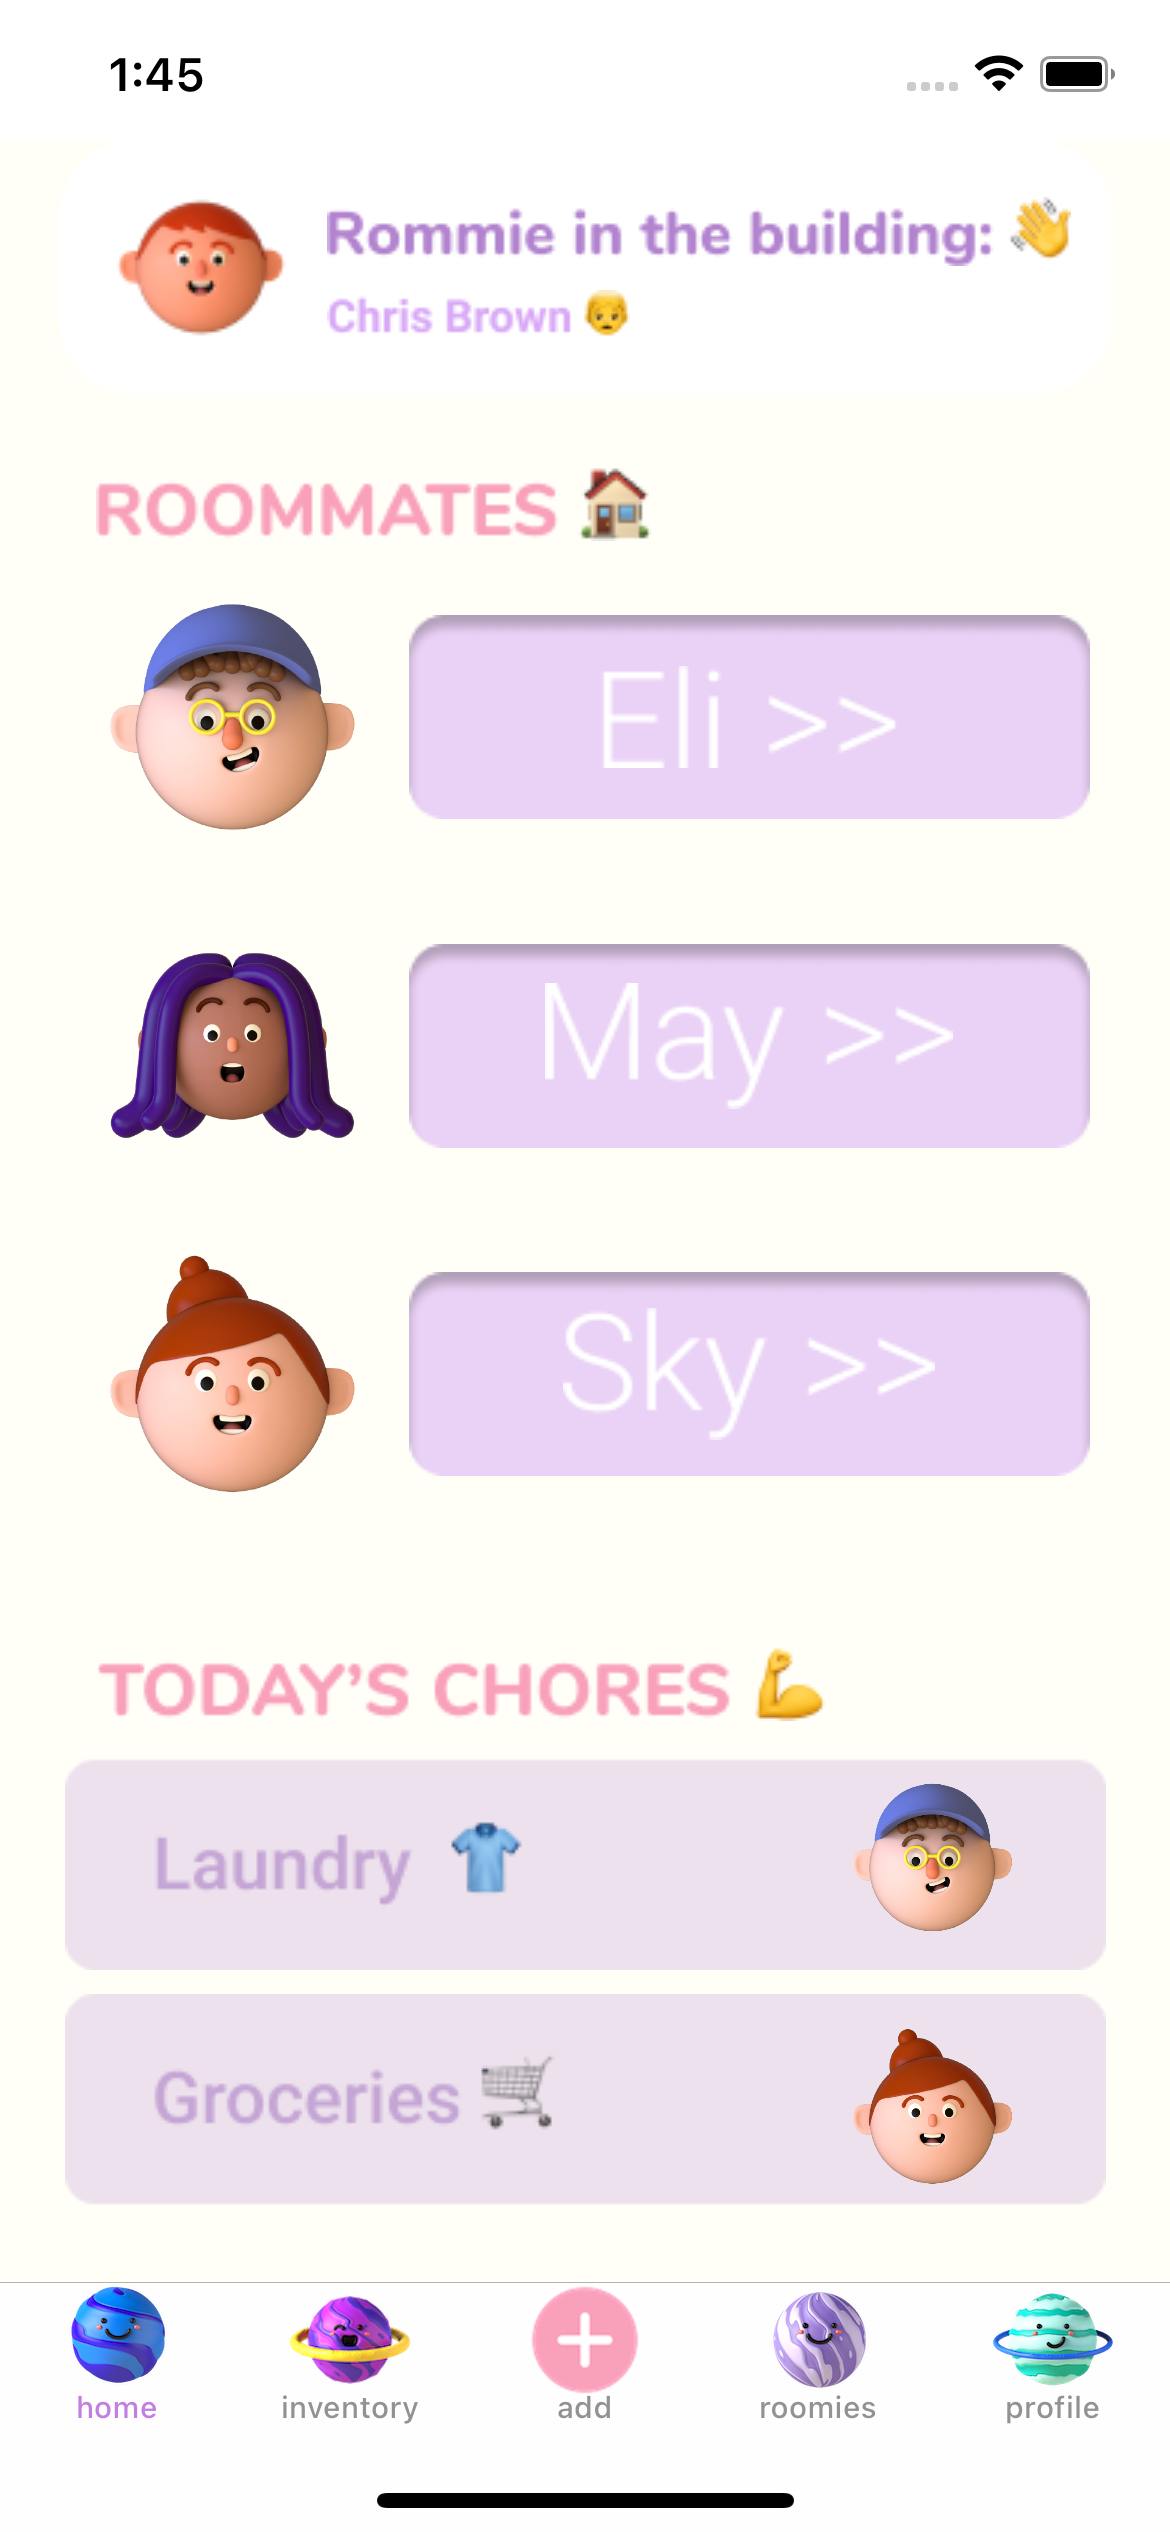 1:45
Rommie in the building: 👋
Chris Brown 👴
ROOMMATES 🏠
Eli >>
May >>
Sky >>
TODAY’S CHORES 💪
Laundry 👕
Groceries 🛒
home
inventory
add
roomies
profile